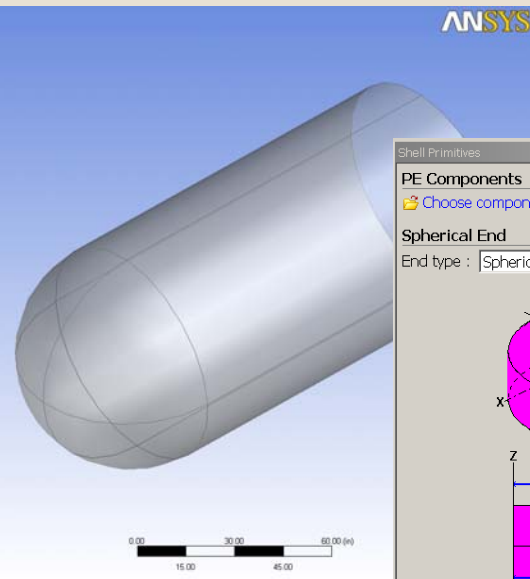 ANSYS
Shell Primitives
PE Components
Choose compon
Spherical End
End type : Spheric
X
Z
0.00 30.00 60.00 (in)
15.00 45.00